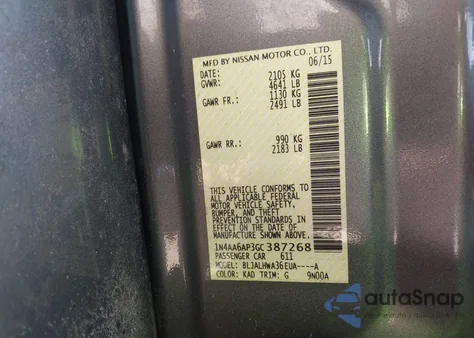 MFD BY NISSAN MOTOR CO., LTD.
DATE: 06/15
GVWR: 2105 KG
4641 LB
GAWR FR.: 1130 KG
2491 LB
GAWR RR.: 990 KG
2183 LB
THIS VEHICLE CONFORMS TO
ALL APPLICABLE FEDERAL
MOTOR VEHICLE SAFETY,
BUMPER, AND THEFT
PREVENTION STANDARDS IN
EFFECT ON THE DATE OF
MANUFACTURE SHOWN ABOVE.
1N4AA6AP3GC387268
PASSENGER CAR 611
MODEL: BLJALHWA36EUA----A
COLOR: KAD TRIM: G 9N00A
autoSnap